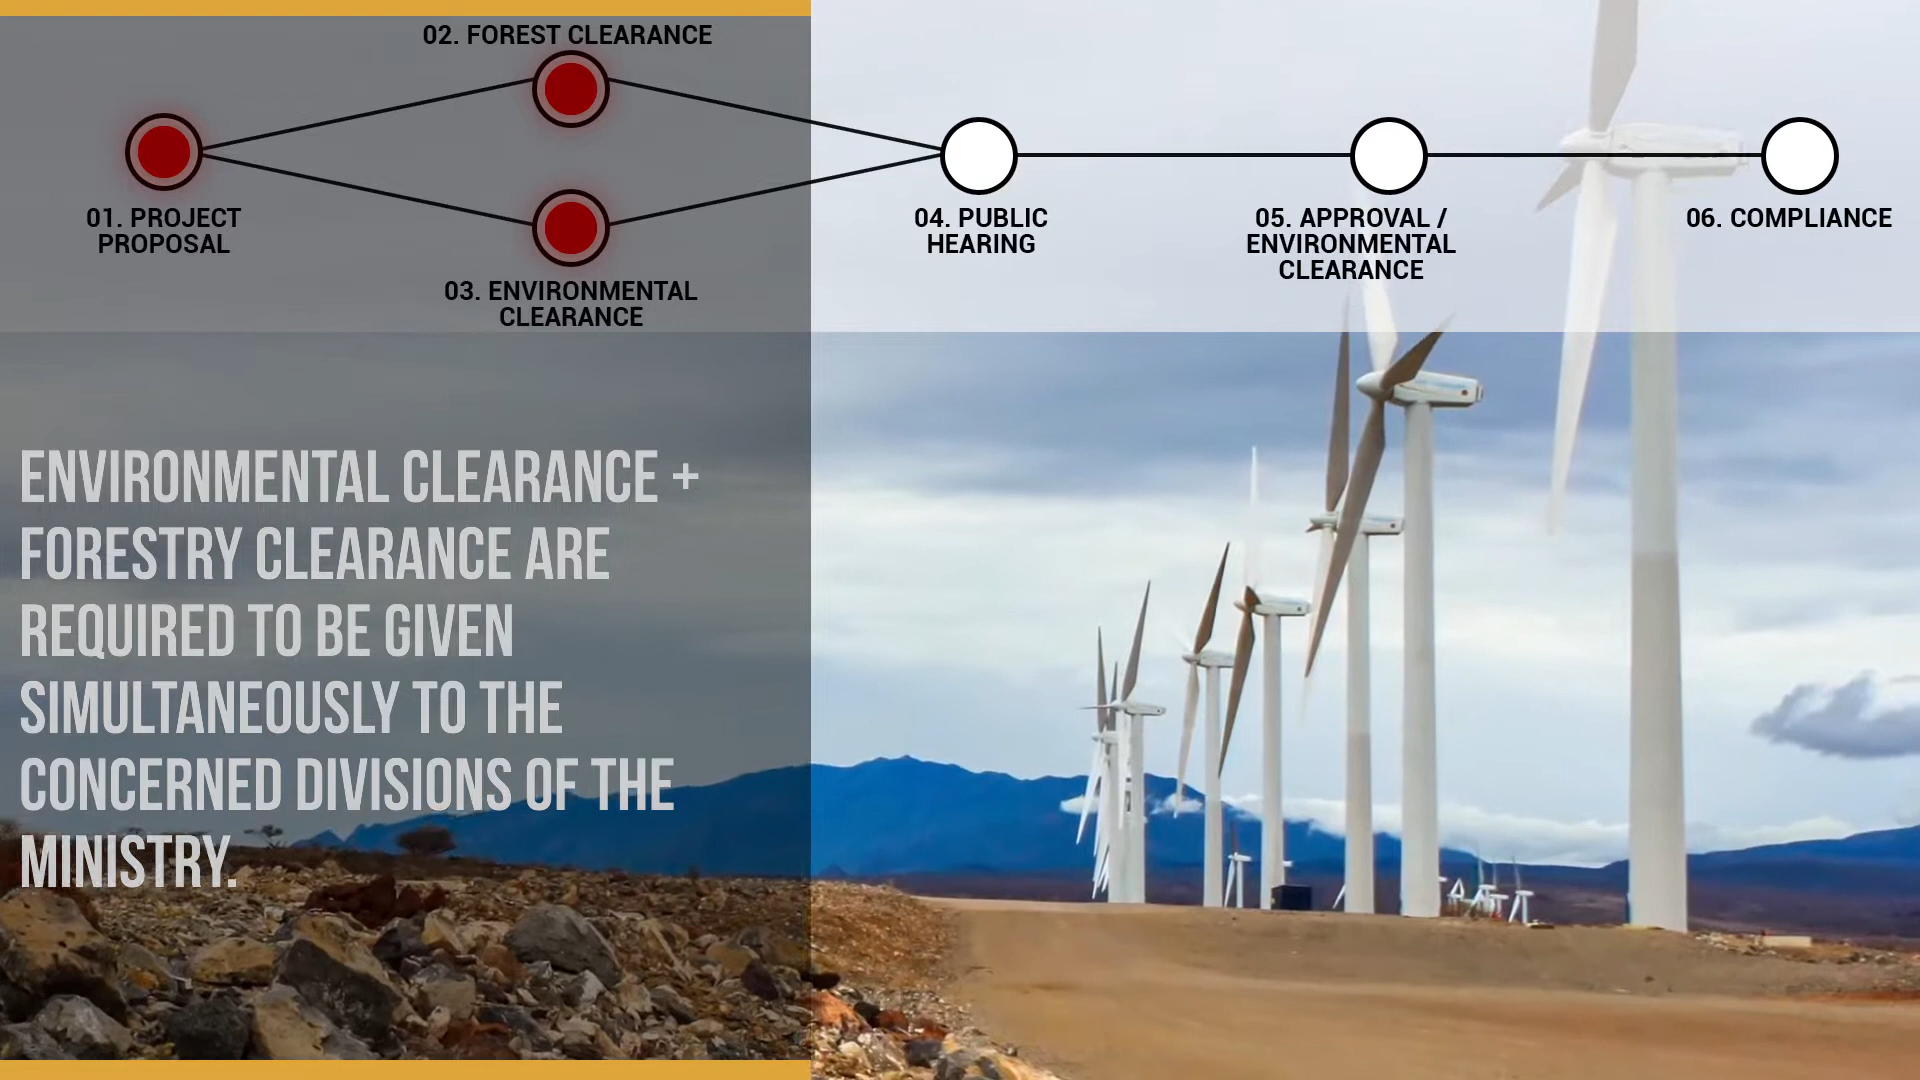 02. FOREST CLEARANCE
01. PROJECT
PROPOSAL
03. ENVIRONMENTAL
CLEARANCE
04. PUBLIC
HEARING
05. APPROVAL /
ENVIRONMENTAL
CLEARANCE
06. COMPLIANCE
ENVIRONMENTAL CLEARANCE +
FORESTRY CLEARANCE ARE
REQUIRED TO BE GIVEN
SIMULTANEOUSLY TO THE
CONCERNED DIVISIONS OF THE
MINISTRY.